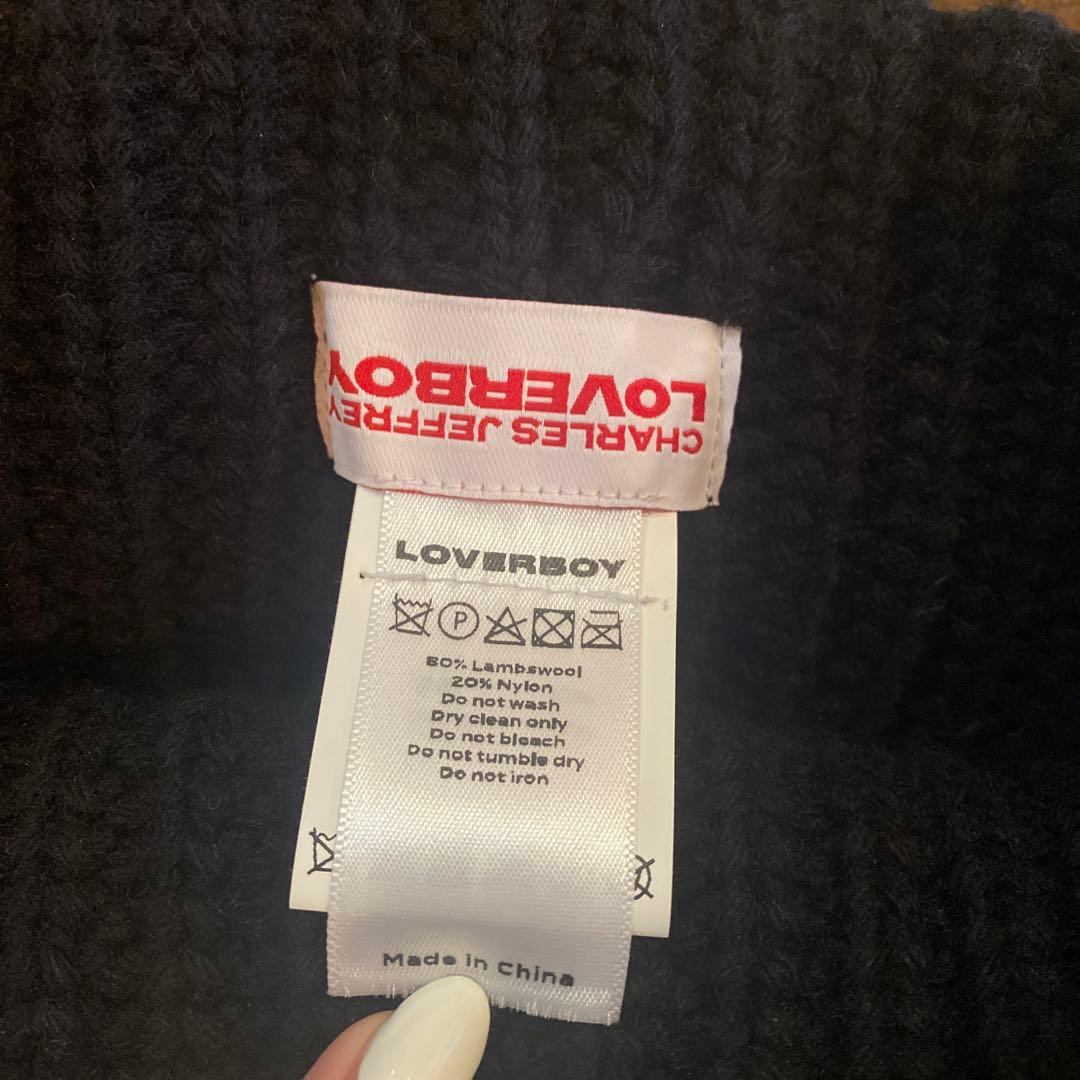 CHARLES JEFFREY
LOVERBOY
LOVERBOY
P
80% Lambswool
20% Nylon
Do not wash
Dry clean only
Do not bleach
Do not tumble dry
Do not iron
Made in China